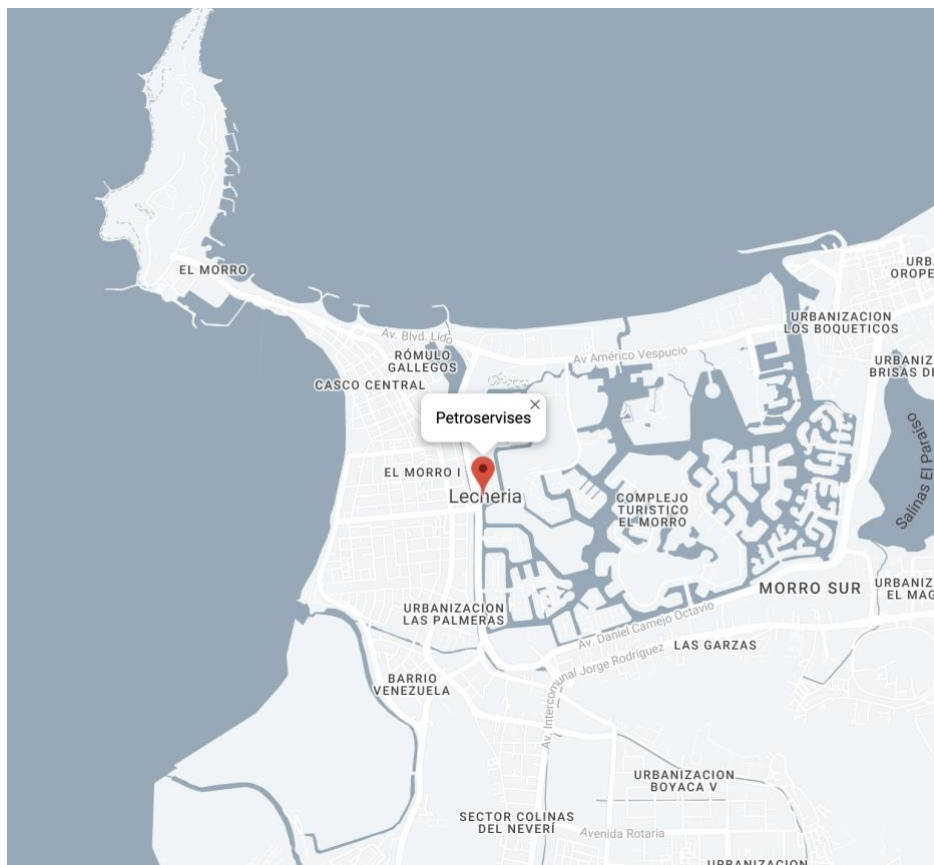 EL MORRO
URB
OROPE
URBANIZACION
LOS BOQUETICOS
Av. Blvd. Lido
RÓMULO
GALLEGOS
Av Américo Vespucio
URBANIZ
BRISAS DE
CASCO CENTRAL
Petroservises
Salinas El Paraiso
EL MORRO I
Lecheria
COMPLEJO
TURISTICO
EL MORRO
MORRO SUR
URBANIZ
EL MAG
URBANIZACION
LAS PALMERAS
Av. Daniel Camejo Octavio
LAS GARZAS
Av. Intercomunal Jorge Rodriguez
BARRIO
VENEZUELA
URBANIZACION
BOYACA V
SECTOR COLINAS
DEL NEVERÍ
Avenida Rotaria
URBANIZACION